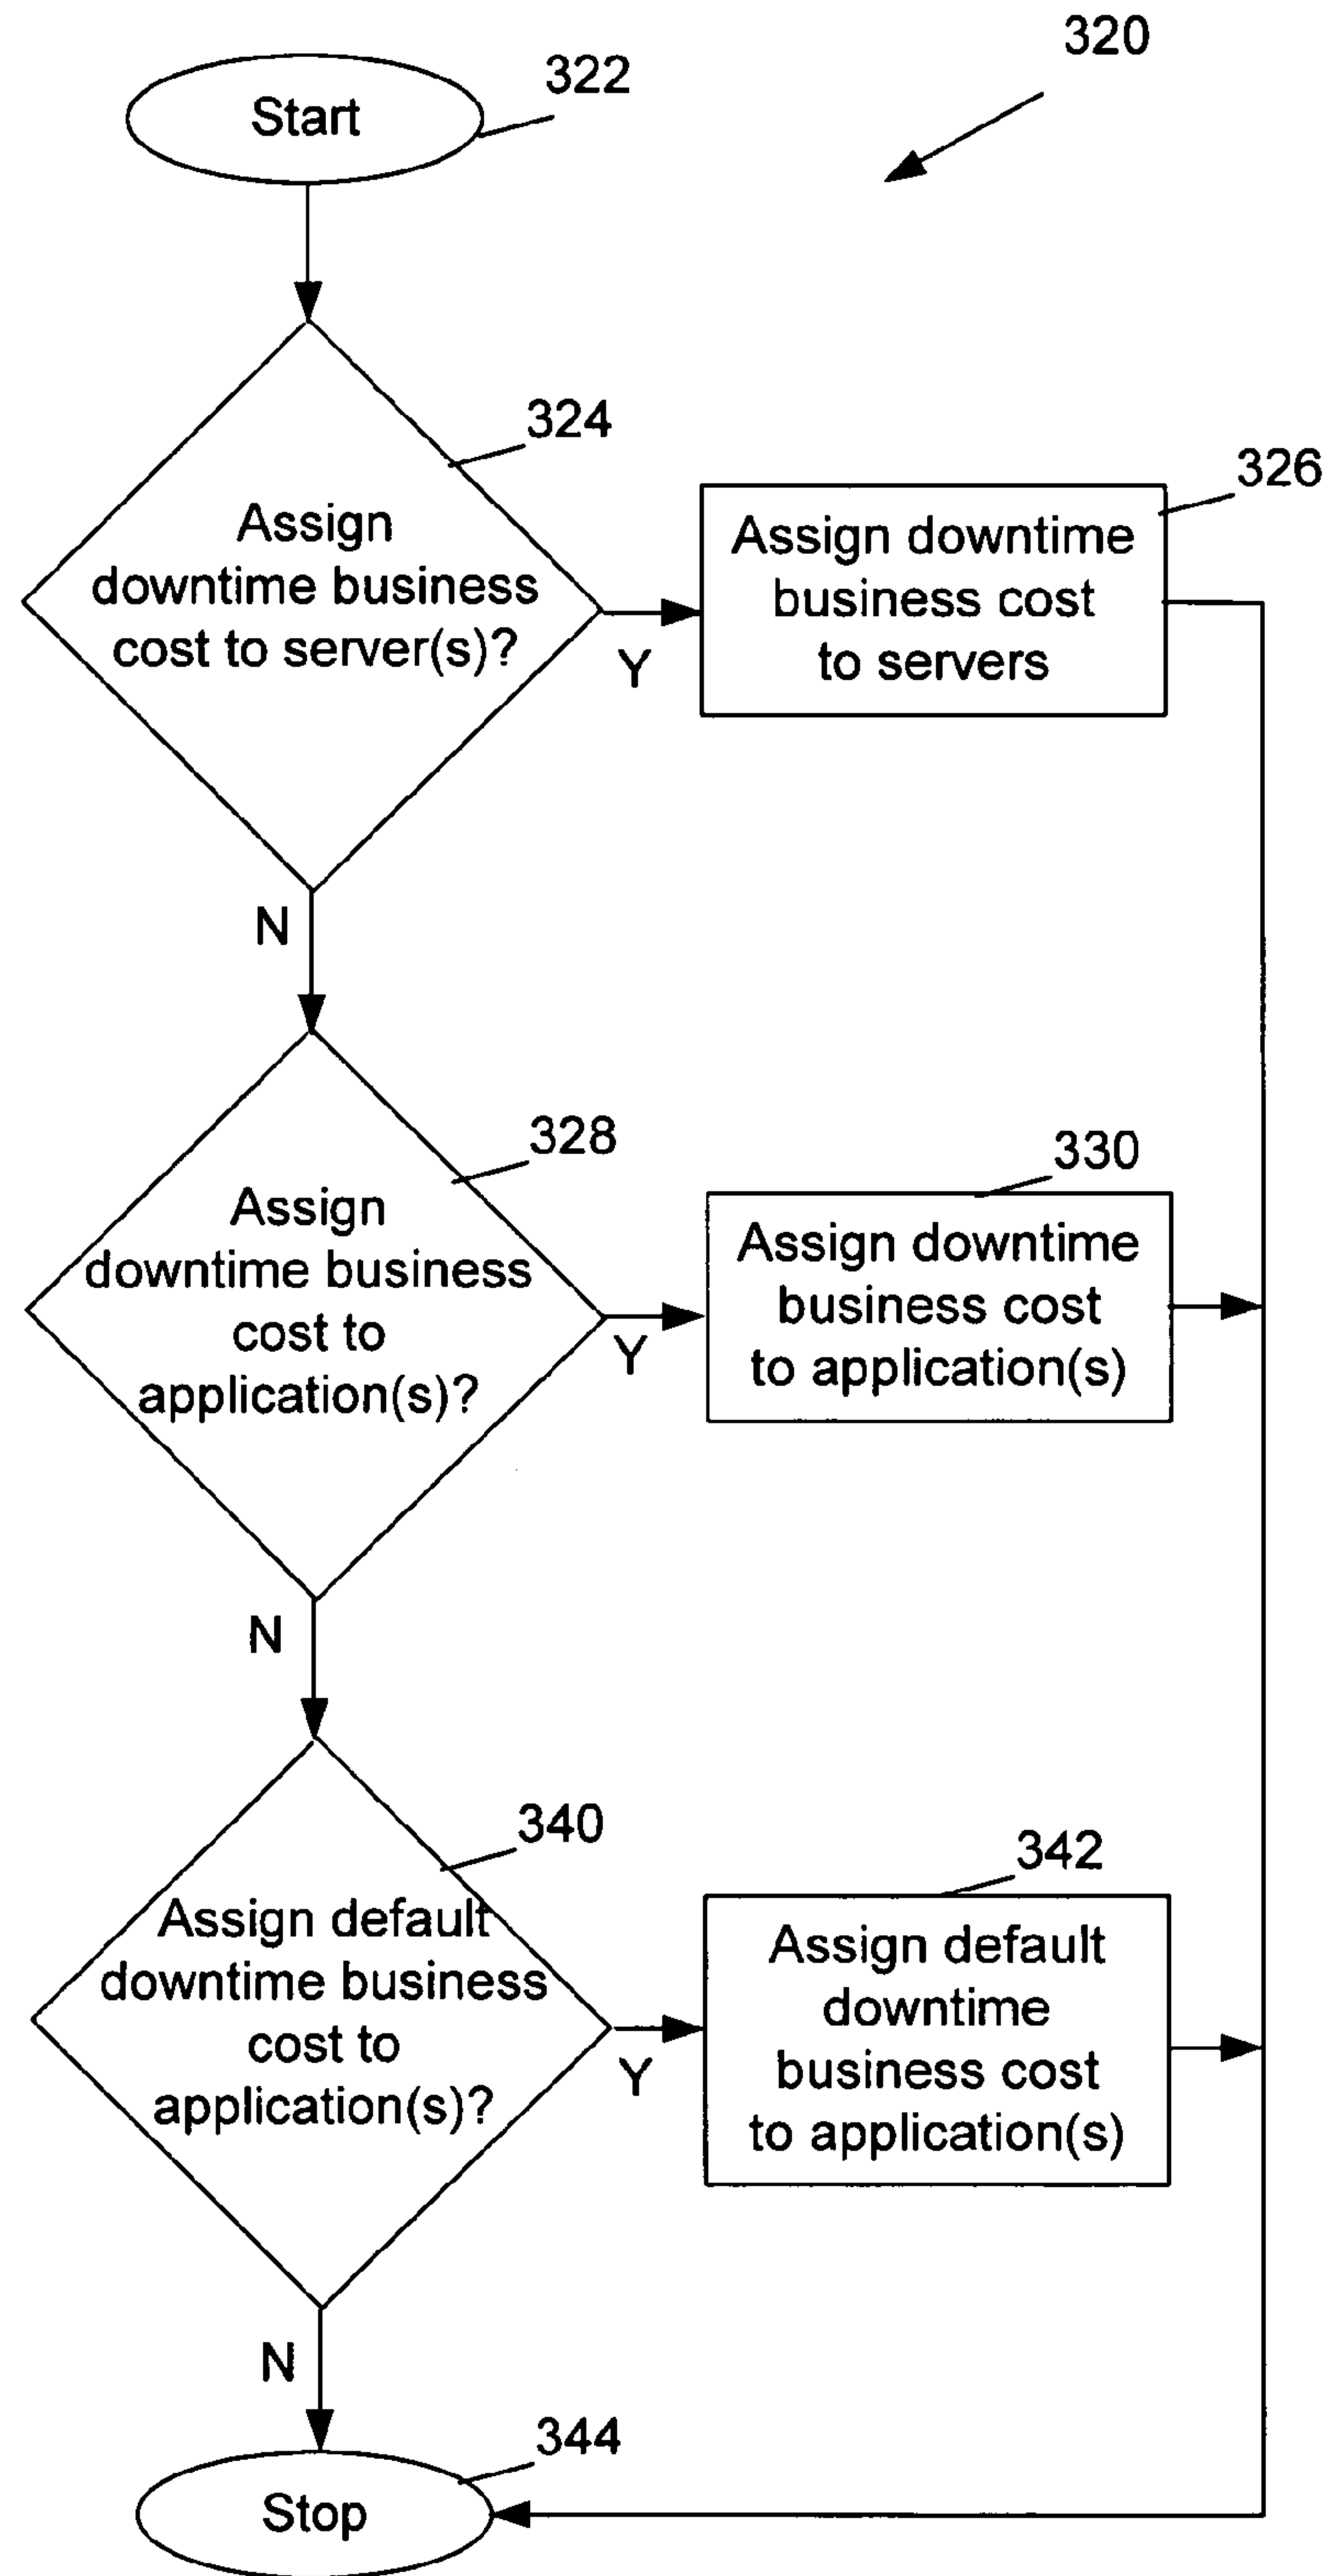 320
322
Start
324
Assign
downtime business
cost to server(s)?
Y
326
Assign downtime
business cost
to servers
N
328
Assign
downtime business
cost to
application(s)?
Y
330
Assign downtime
business cost
to application(s)
N
340
Assign default
downtime business
cost to
application(s)?
Y
342
Assign default
downtime
business cost
to application(s)
N
344
Stop